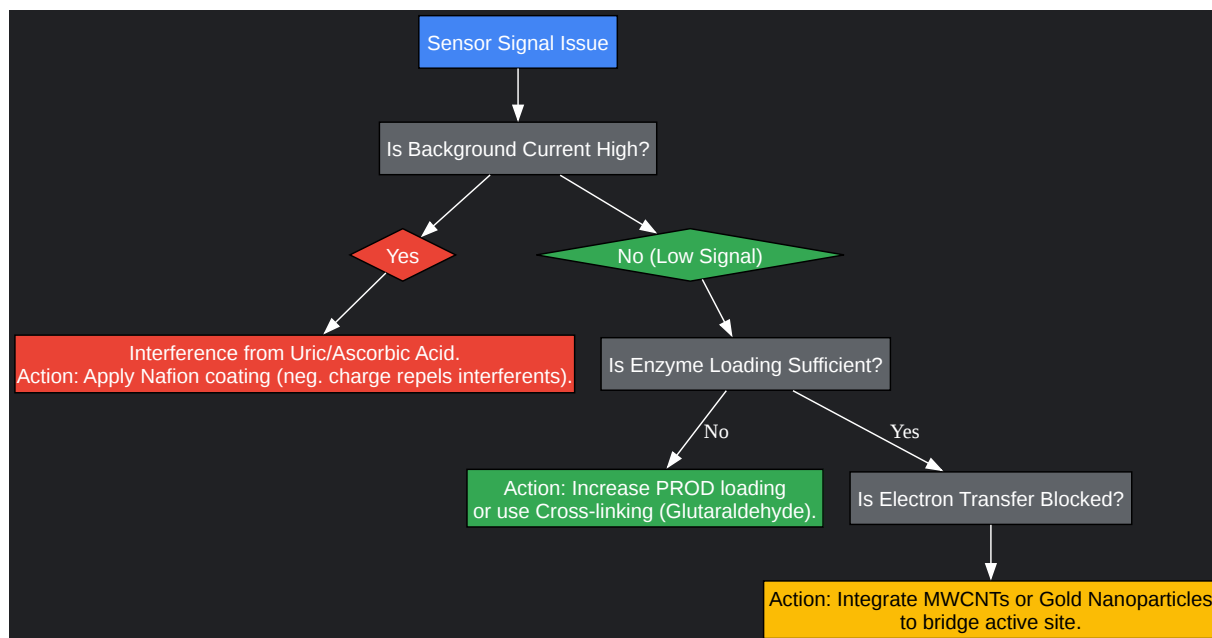 Sensor Signal Issue
Is Background Current High?
Yes
No (Low Signal)
Interference from Uric/Ascorbic Acid.
Action: Apply Nafion coating (neg. charge repels interferents).
Is Enzyme Loading Sufficient?
No
Yes
Action: Increase PROD loading
or use Cross-linking (Glutaraldehyde).
Is Electron Transfer Blocked?
Action: Integrate MWCNTs or Gold Nanoparticles
to bridge active site.